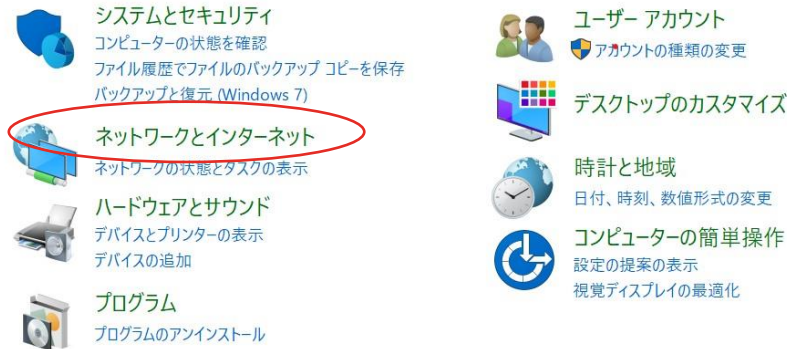 システムとセキュリティ
コンピューターの状態を確認
ファイル履歴でファイルのバックアップ コピーを保存
バックアップと復元 (Windows 7)
ネットワークとインターネット
ネットワークの状態とタスクの表示
ハードウェアとサウンド
デバイスとプリンターの表示
デバイスの追加
プログラム
プログラムのアンインストール
ユーザー アカウント
アカウントの種類の変更
デスクトップのカスタマイズ
時計と地域
日付、時刻、数値形式の変更
コンピューターの簡単操作
設定の提案の表示
視覚ディスプレイの最適化